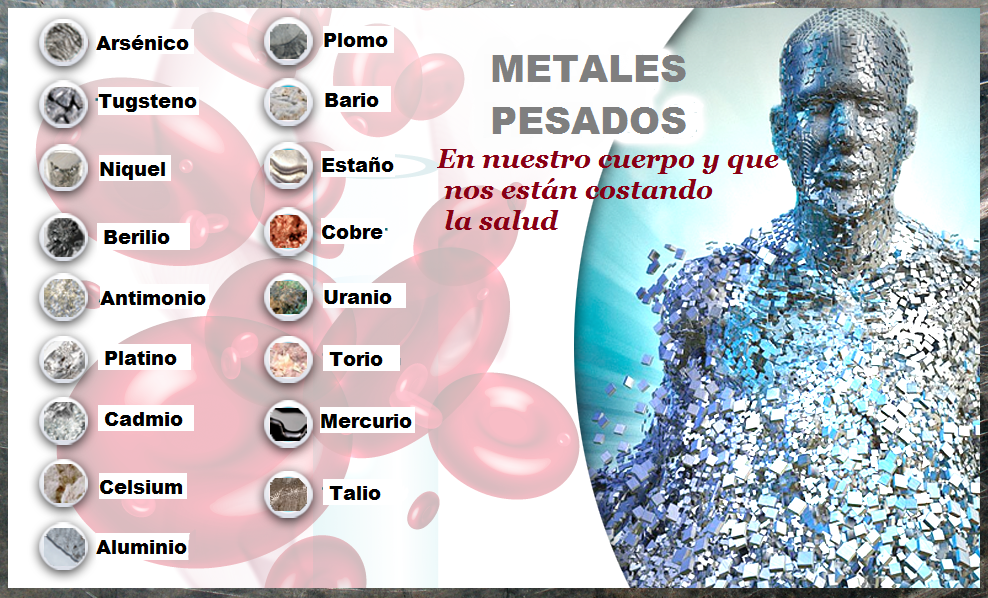 Arsénico
Tugsteno
Niquel
Berilio
Antimonio
Platino
Cadmio
Celsium
Aluminio
Plomo
Bario
Estaño
Cobre
Uranio
Torio
Mercurio
Talio
METALES
PESADOS
En nuestro cuerpo y que
nos están costando
la salud